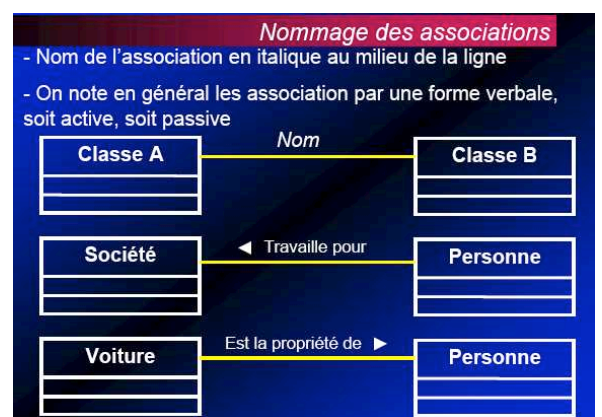 Nommage des associations
- Nom de l'association en italique au milieu de la ligne
- On note en général les association par une forme verbale,
soit active, soit passive
Classe A
Nom
Classe B
Société
◄ Travaille pour
Personne
Voiture
Est la propriété de ►
Personne